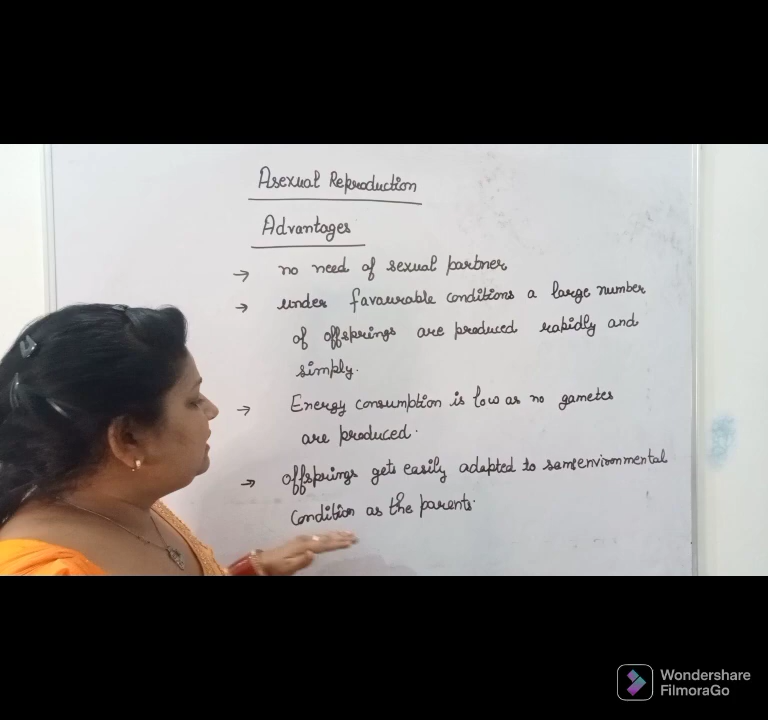 Asexual Reproduction
Advantages
→ no need of sexual partner
→ under favourable conditions a large number
of offsprings are produced rapidly and
simply.
→ Energy consumption is low as no gametes
are produced.
→ offsprings gets easily adapted to same environmental
condition as the parents.
Wondershare
FilmoraGo